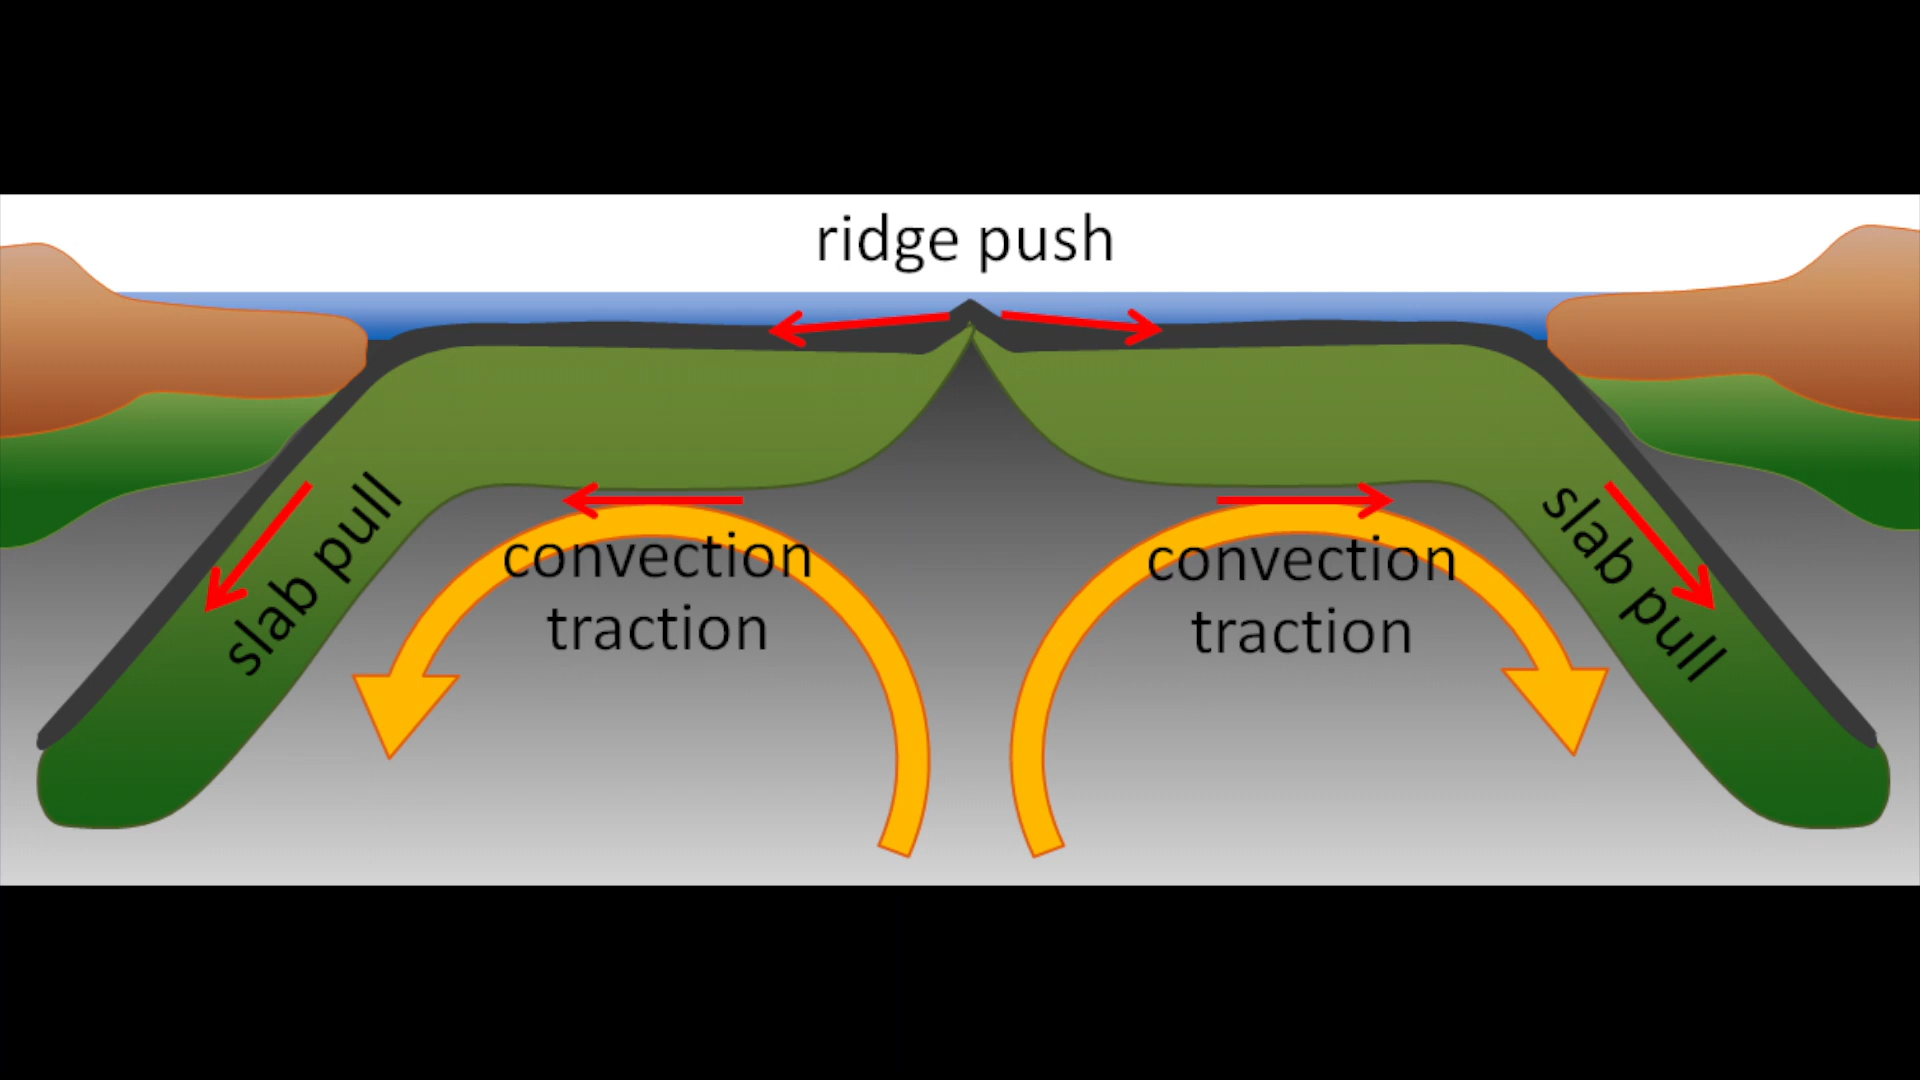 ridge push
slab pull
convection
traction
convection
traction
slab pull